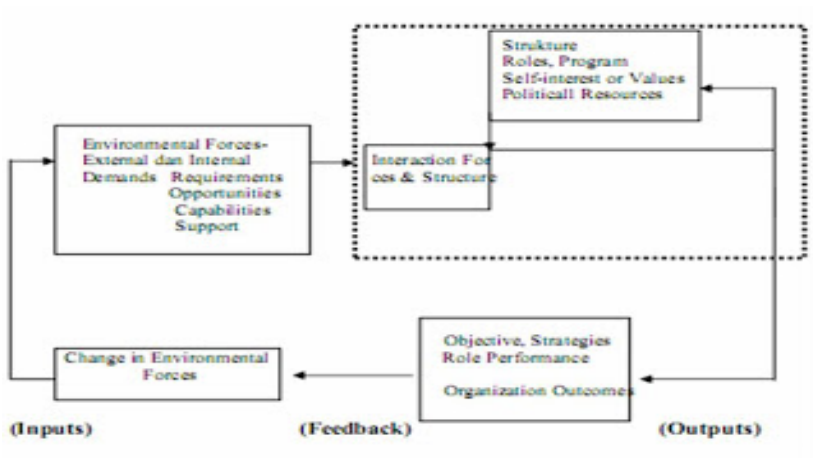 Strukture
Roles, Program
Self-interest or Values
Politicall Resources
Environmental Forces-
External dan Internal
Demands Requirements
Opportunities
Capabilities
Support
Interaction For
ces & Structure
Change in Environmental
Forces
Objective, Strategies
Role Performance
Organization Outcomes
(Inputs) (Feedback) (Outputs)